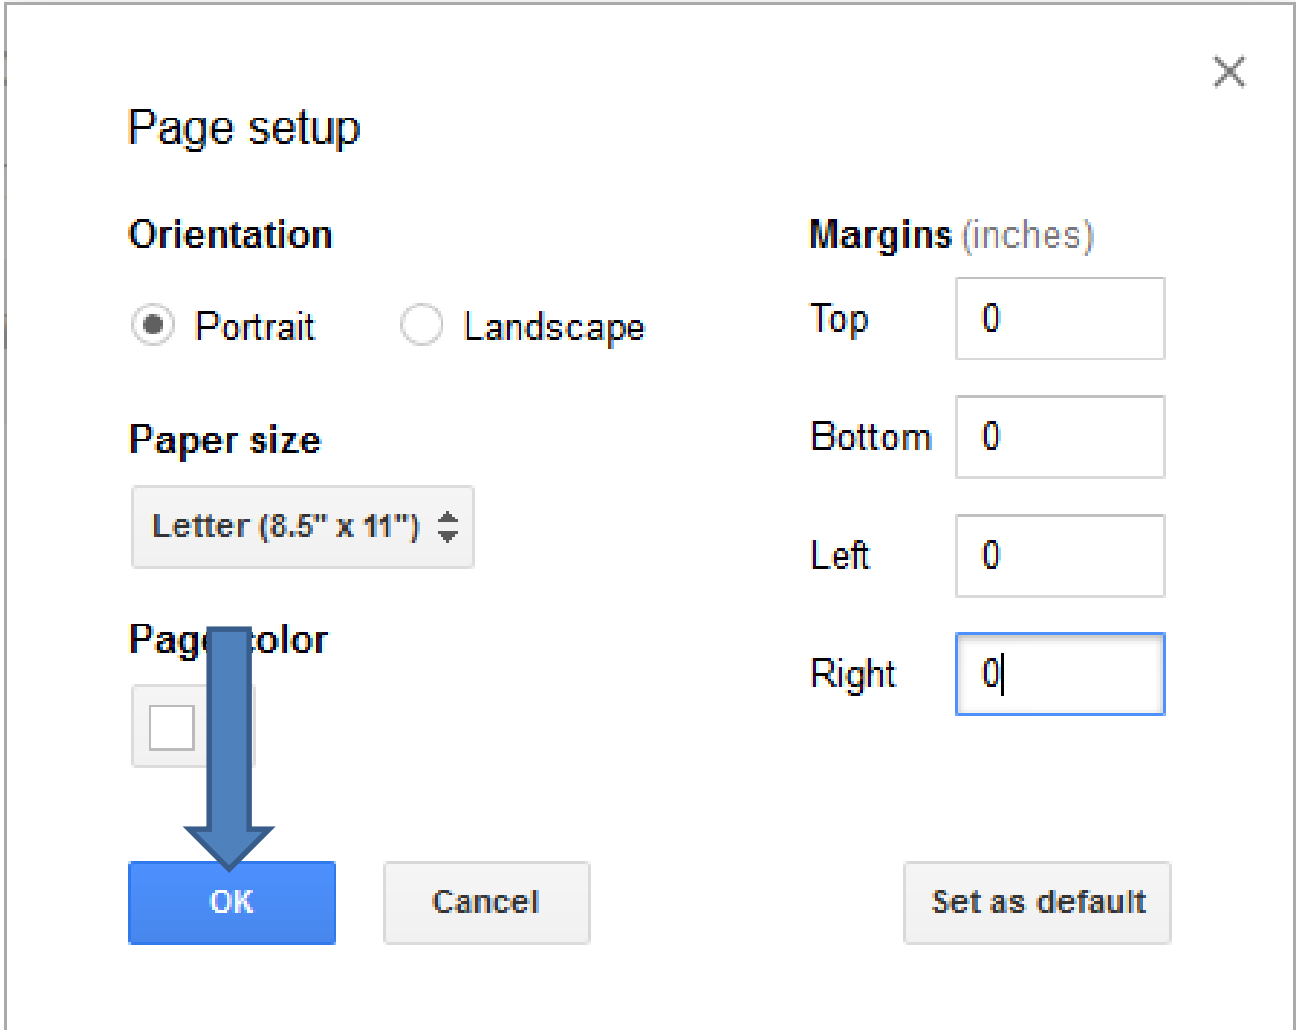 Page setup
Orientation
Portrait
Landscape
Paper size
Letter (8.5" x 11")
Page color
Margins (inches)
Top 0
Bottom 0
Left 0
Right 0
OK
Cancel
Set as default